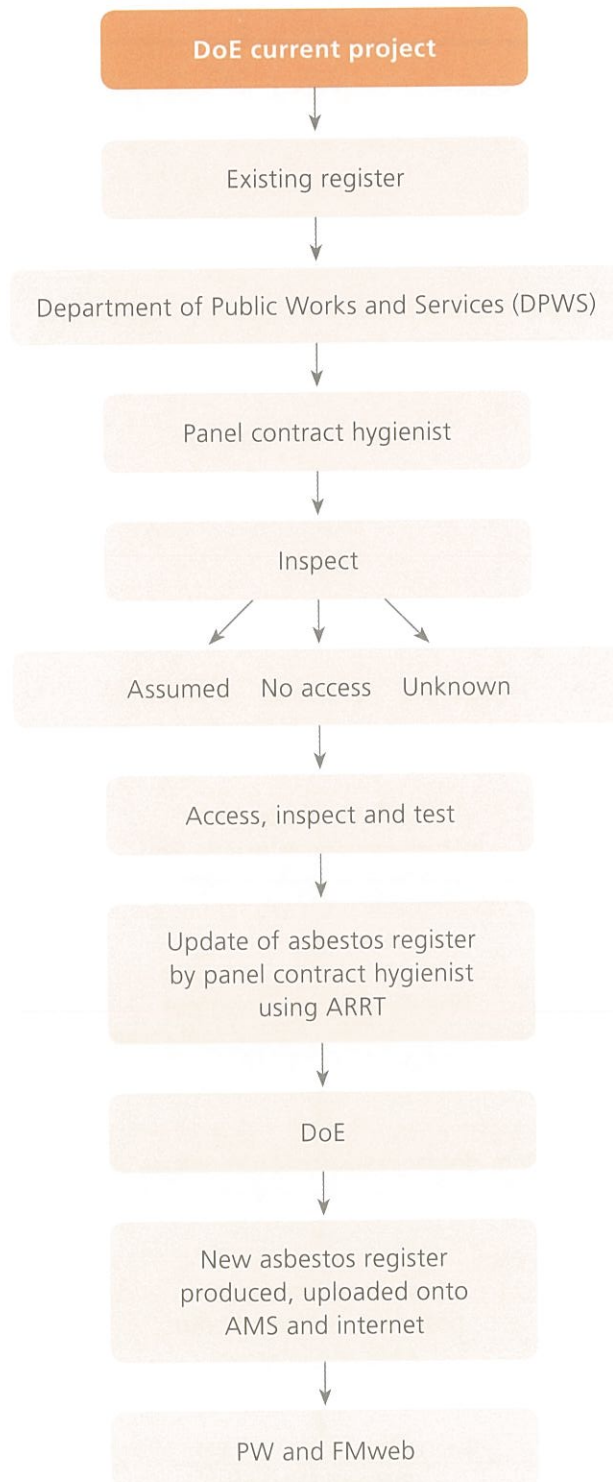 DoE current project
Existing register
Department of Public Works and Services (DPWS)
Panel contract hygienist
Inspect
Assumed No access Unknown
Access, inspect and test
Update of asbestos register
by panel contract hygienist
using ARRT
DoE
New asbestos register
produced, uploaded onto
AMS and internet
PW and FMweb